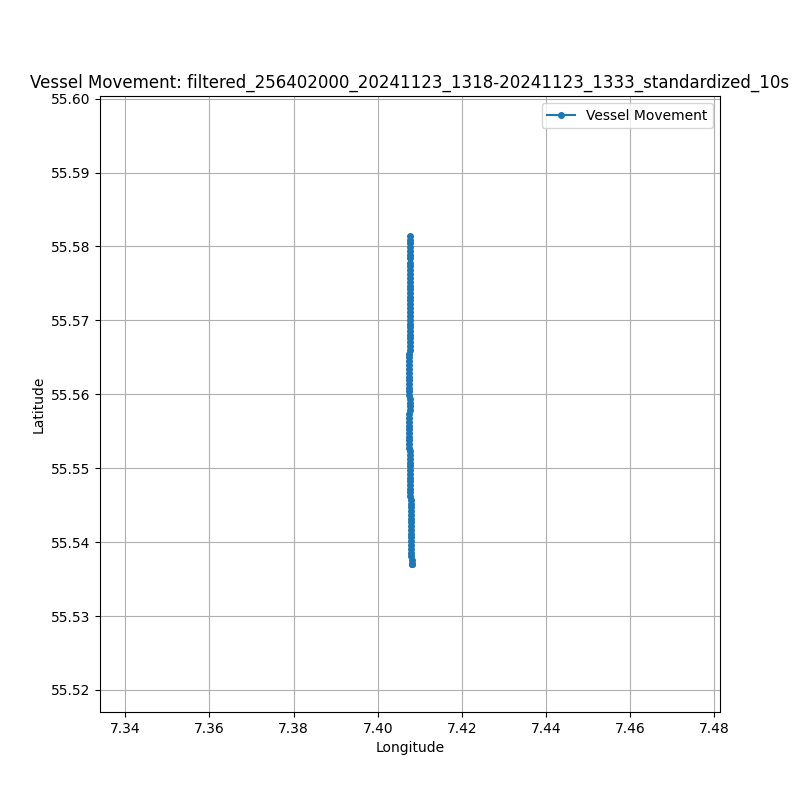 Vessel Movement: filtered_256402000_20241123_1318-20241123_1333_standardized_10s
Vessel Movement
55.60
55.59
55.58
55.57
55.56
55.55
55.54
55.53
55.52
Latitude
7.34 7.36 7.38 7.40 7.42 7.44 7.46 7.48
Longitude